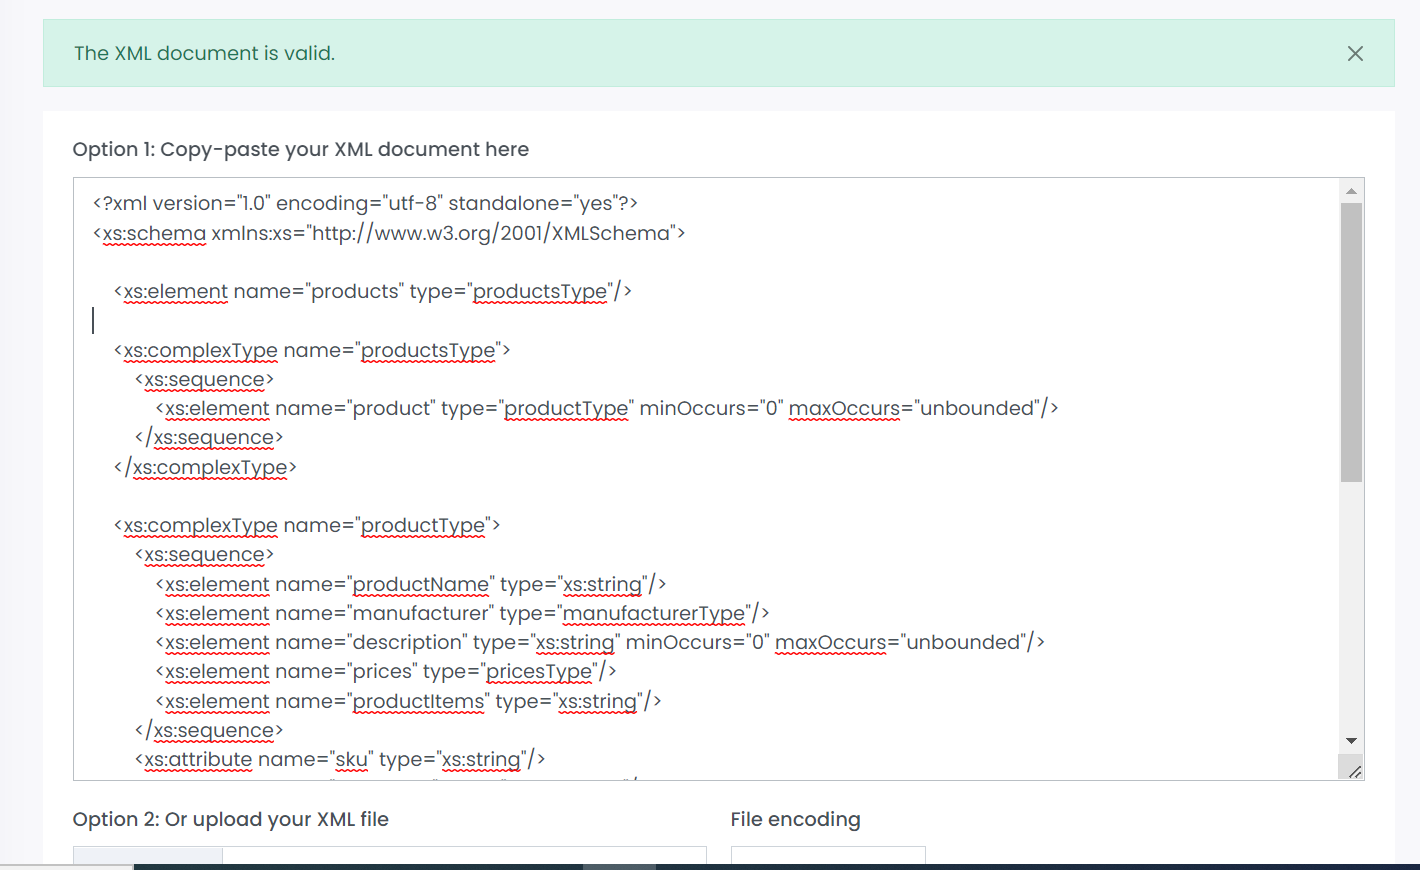 The XML document is valid.
Option 1: Copy-paste your XML document here
<?xml version="1.0" encoding="utf-8" standalone="yes"?>
<xs:schema xmlns:xs="http://www.w3.org/2001/XMLSchema">
<xs:element name="products" type="productsType"/>
<xs:complexType name="productsType">
<xs:sequence>
<xs:element name="product" type="productType" minOccurs="0" maxOccurs="unbounded"/>
</xs:sequence>
</xs:complexType>
<xs:complexType name="productType">
<xs:sequence>
<xs:element name="productName" type="xs:string"/>
<xs:element name="manufacturer" type="manufacturerType"/>
<xs:element name="description" type="xs:string" minOccurs="0" maxOccurs="unbounded"/>
<xs:element name="prices" type="pricesType"/>
<xs:element name="productItems" type="xs:string"/>
</xs:sequence>
<xs:attribute name="sku" type="xs:string"/>
Option 2: Or upload your XML file
File encoding